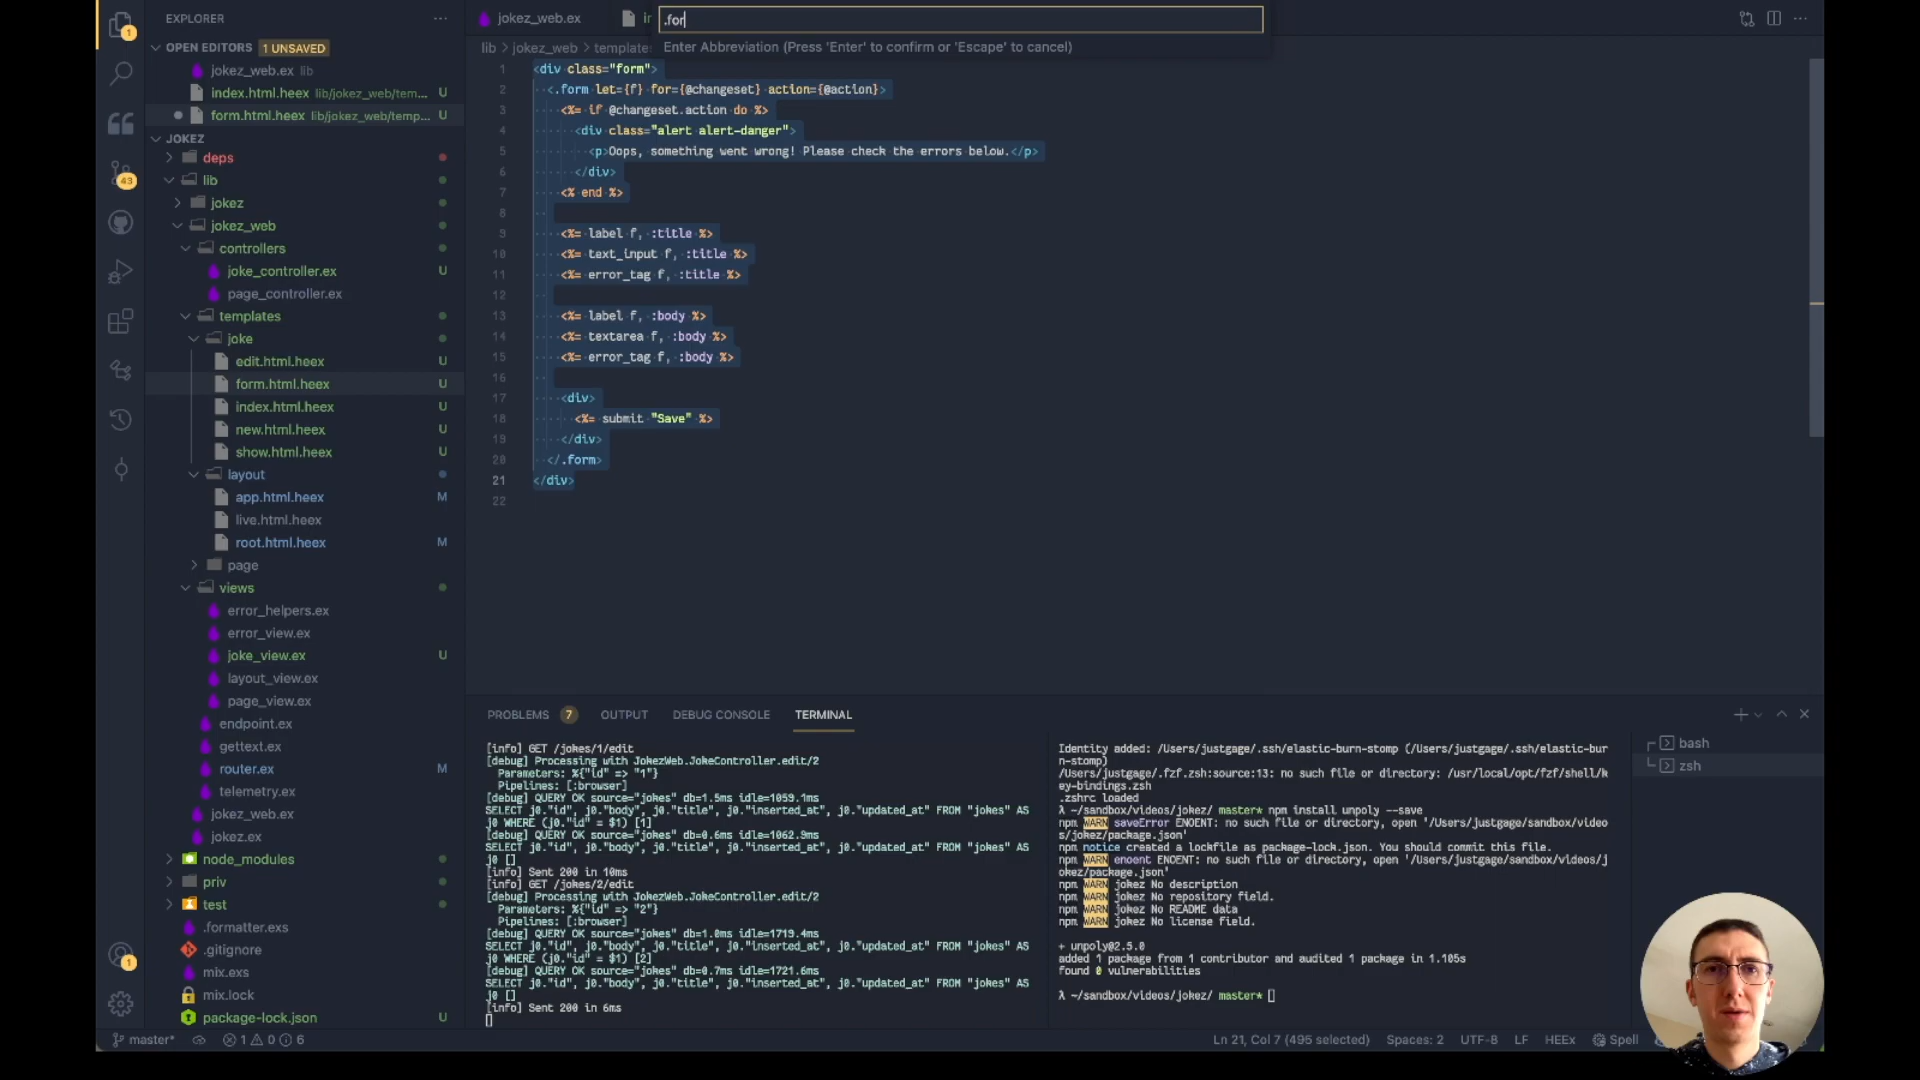 EXPLORER
OPEN EDITORS 1 UNSAVED
jokez_web.ex lib
index.html.heex lib/jokez_web/tem... U
form.html.heex lib/jokez_web/temp... U
JOKEZ
deps
lib
jokez
jokez_web
controllers
joke_controller.ex U
page_controller.ex
templates
joke
edit.html.heex U
form.html.heex U
index.html.heex U
new.html.heex U
show.html.heex U
layout
app.html.heex M
live.html.heex
root.html.heex M
page
views
error_helpers.ex
error_view.ex
joke_view.ex U
layout_view.ex
page_view.ex
endpoint.ex
gettext.ex
router.ex M
telemetry.ex
jokez_web.ex
jokez.ex
node_modules
priv
test
.formatter.exs
.gitignore
mix.exs
mix.lock
package-lock.json U
1
43
1
jokez_web.ex
.for
Enter Abbreviation (Press 'Enter' to confirm or 'Escape' to cancel)
lib > jokez_web > template
1 <div class="form">
2 <.form let={f} for={@changeset} action={@action}>
3 <%= if @changeset.action do %>
4 <div class="alert alert-danger">
5 <p>Oops, something went wrong! Please check the errors below.</p>
6 </div>
7 <% end %>
8
9 <%= label f, :title %>
10 <%= text_input f, :title %>
11 <%= error_tag f, :title %>
12
13 <%= label f, :body %>
14 <%= textarea f, :body %>
15 <%= error_tag f, :body %>
16
17 <div>
18 <%= submit "Save" %>
19 </div>
20 </.form>
21 </div>
22
PROBLEMS 7 OUTPUT DEBUG CONSOLE TERMINAL
[info] GET /jokes/1/edit
[debug] Processing with JokezWeb.JokeController.edit/2
Parameters: %{"id" => "1"}
Pipelines: [:browser]
[debug] QUERY OK source="jokes" db=1.5ms idle=1059.1ms
SELECT j0."id", j0."body", j0."title", j0."inserted_at", j0."updated_at" FROM "jokes" AS
j0 WHERE (j0."id" = $1) [1]
[debug] QUERY OK source="jokes" db=0.6ms idle=1062.9ms
SELECT j0."id", j0."body", j0."title", j0."inserted_at", j0."updated_at" FROM "jokes" AS
j0 []
[info] Sent 200 in 10ms
[info] GET /jokes/2/edit
[debug] Processing with JokezWeb.JokeController.edit/2
Parameters: %{"id" => "2"}
Pipelines: [:browser]
[debug] QUERY OK source="jokes" db=1.0ms idle=1719.4ms
SELECT j0."id", j0."body", j0."title", j0."inserted_at", j0."updated_at" FROM "jokes" AS
j0 WHERE (j0."id" = $1) [2]
[debug] QUERY OK source="jokes" db=0.7ms idle=1721.6ms
SELECT j0."id", j0."body", j0."title", j0."inserted_at", j0."updated_at" FROM "jokes" AS
j0 []
[info] Sent 200 in 6ms
Identity added: /Users/justgage/.ssh/elastic-burn-stomp (/Users/justgage/.ssh/elastic-bur
n-stomp)
/Users/justgage/.fzf.zsh:source:13: no such file or directory: /usr/local/opt/fzf/shell/k
ey-bindings.zsh
.zshrc loaded
λ ~/sandbox/videos/jokez/ master* npm install unpoly --save
npm WARN saveError ENOENT: no such file or directory, open '/Users/justgage/sandbox/video
s/jokez/package.json'
npm notice created a lockfile as package-lock.json. You should commit this file.
npm WARN enoent ENOENT: no such file or directory, open '/Users/justgage/sandbox/videos/j
okez/package.json'
npm WARN jokez No description
npm WARN jokez No repository field.
npm WARN jokez No README data
npm WARN jokez No license field.
+ unpoly@2.5.0
added 1 package from 1 contributor and audited 1 package in 1.105s
found 0 vulnerabilities
λ ~/sandbox/videos/jokez/ master*
bash
zsh
master* 1 0 6
Ln 21, Col 7 (495 selected) Spaces: 2 UTF-8 LF HEEx Spell